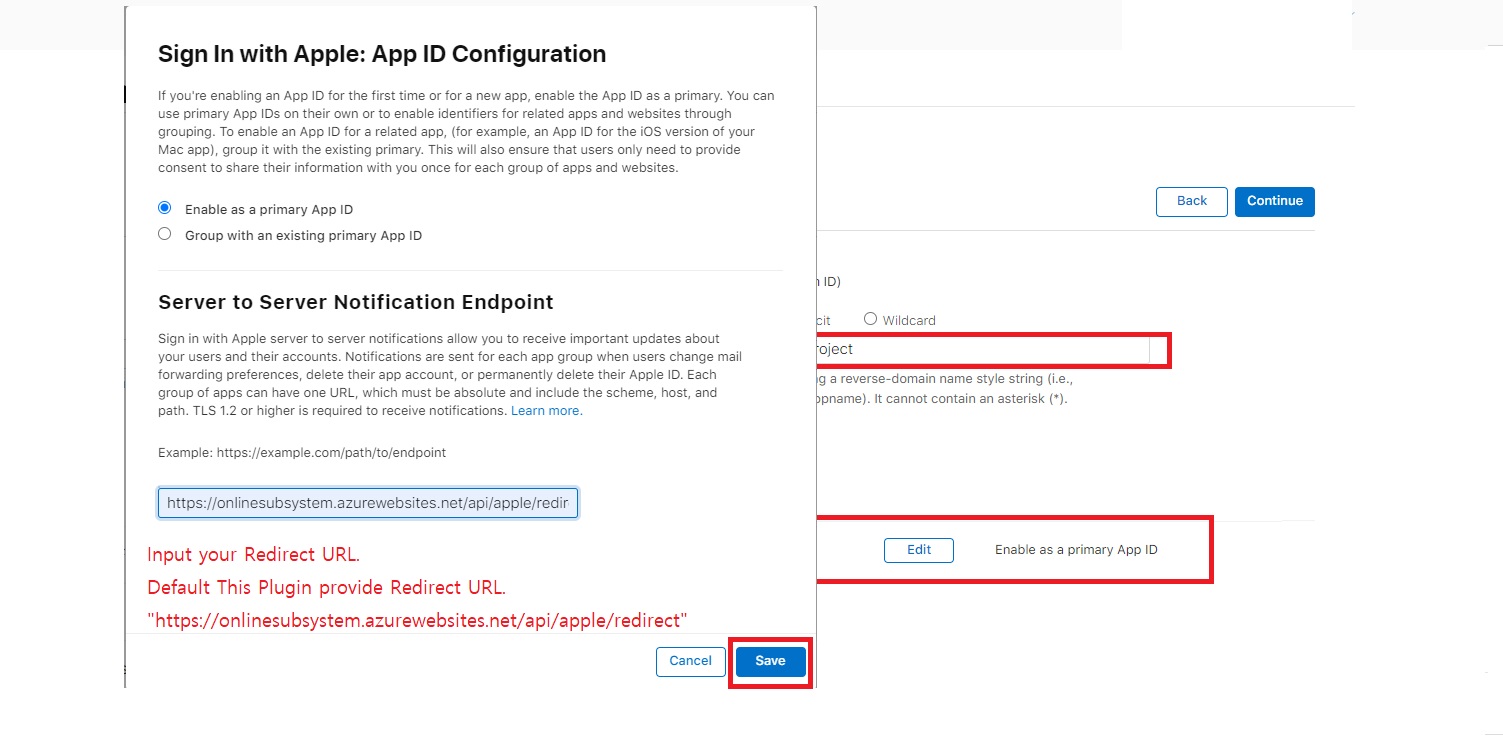 Sign In with Apple: App ID Configuration
If you're enabling an App ID for the first time or for a new app, enable the App ID as a primary. You can
use primary App IDs on their own or to enable identifiers for related apps and websites through
grouping. To enable an App ID for a related app, (for example, an App ID for the iOS version of your
Mac app), group it with the existing primary. This will also ensure that users only need to provide
consent to share their information with you once for each group of apps and websites.
Enable as a primary App ID
Group with an existing primary App ID
Server to Server Notification Endpoint
Sign in with Apple server to server notifications allow you to receive important updates about
your users and their accounts. Notifications are sent for each app group when users change mail
forwarding preferences, delete their app account, or permanently delete their Apple ID. Each
group of apps can have one URL, which must be absolute and include the scheme, host, and
path. TLS 1.2 or higher is required to receive notifications. Learn more.
Example: https://example.com/path/to/endpoint
https://onlinesubsystem.azurewebsites.net/api/apple/redir
Input your Redirect URL.
Default This Plugin provide Redirect URL.
"https://onlinesubsystem.azurewebsites.net/api/apple/redirect"
Cancel
Save
Back
Continue
ID)
Wildcard
roject
g a reverse-domain name style string (i.e.,
pname). It cannot contain an asterisk (*).
Edit
Enable as a primary App ID